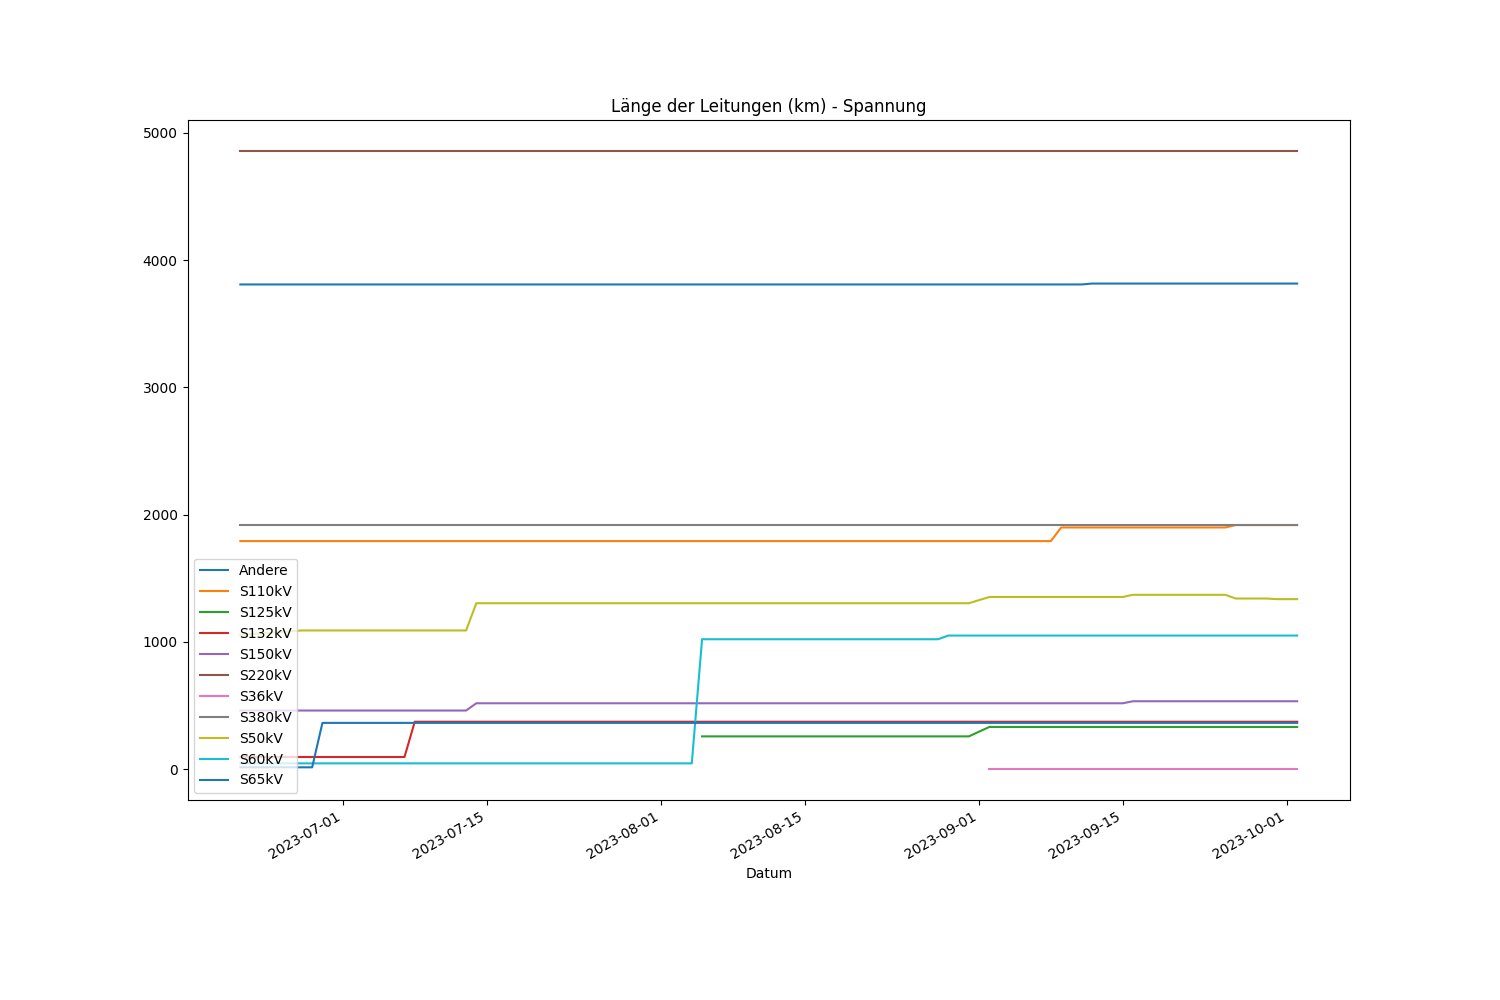 Länge der Leitungen (km) - Spannung
5000
4000
3000
2000
1000
0
Andere
S110kV
S125kV
S132kV
S150kV
S220kV
S36kV
S380kV
S50kV
S60kV
S65kV
2023-07-01
2023-07-15
2023-08-01
2023-08-15
2023-09-01
2023-09-15
2023-10-01
Datum